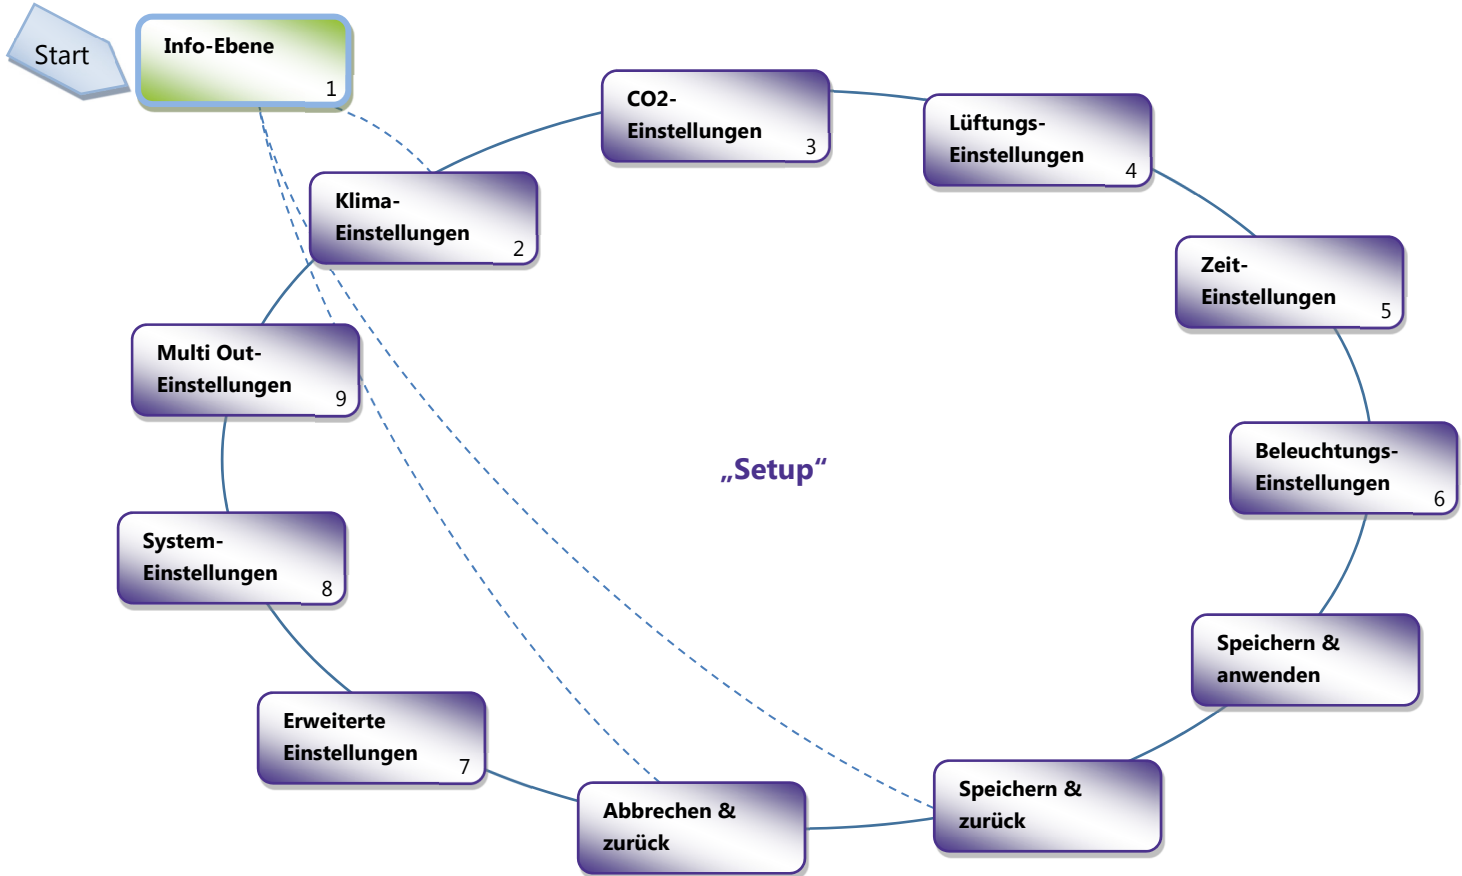 Start
Info-Ebene
1
CO2-
Einstellungen
3
Lüftungs-
Einstellungen
4
Klima-
Einstellungen
2
Zeit-
Einstellungen
5
Multi Out-
Einstellungen
9
Beleuchtungs-
Einstellungen
6
„Setup“
System-
Einstellungen
8
Speichern &
anwenden
Erweiterte
Einstellungen
7
Speichern &
zurück
Abbrechen &
zurück